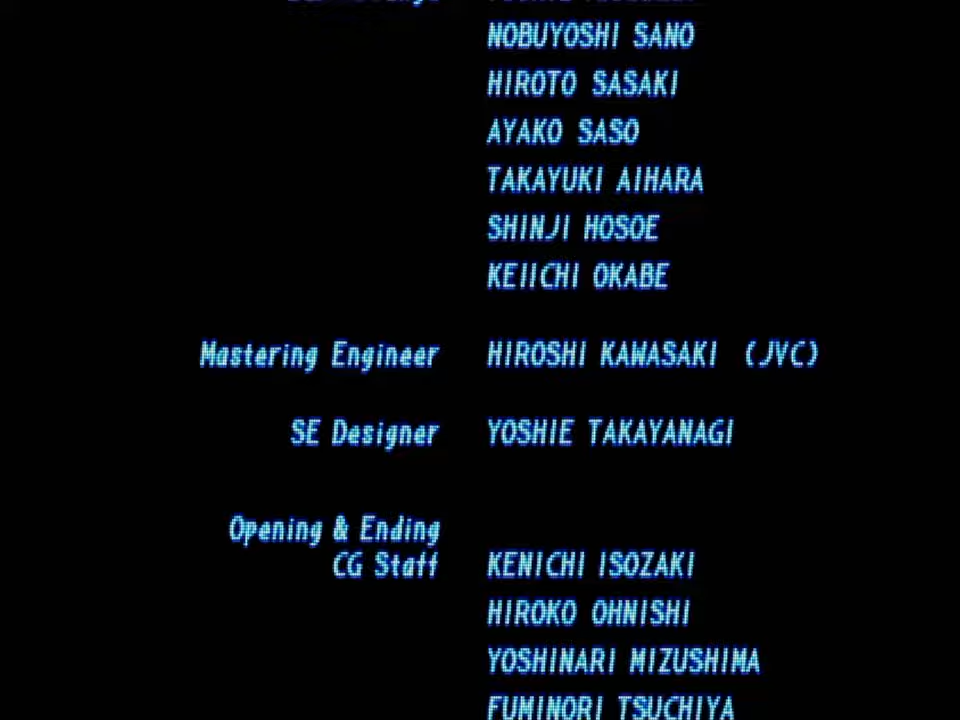 NOBUYOSHI SANO
HIROTO SASAKI
AYAKO SASO
TAKAYUKI AIHARA
SHINJI HOSOE
KEIICHI OKABE
Mastering Engineer HIROSHI KAWASAKI (JVC)
SE Designer YOSHIE TAKAYANAGI
Opening & Ending
CG Staff KENICHI ISOZAKI
HIROKO OHNISHI
YOSHINARI MIZUSHIMA
FUMINORI TSUCHIYA